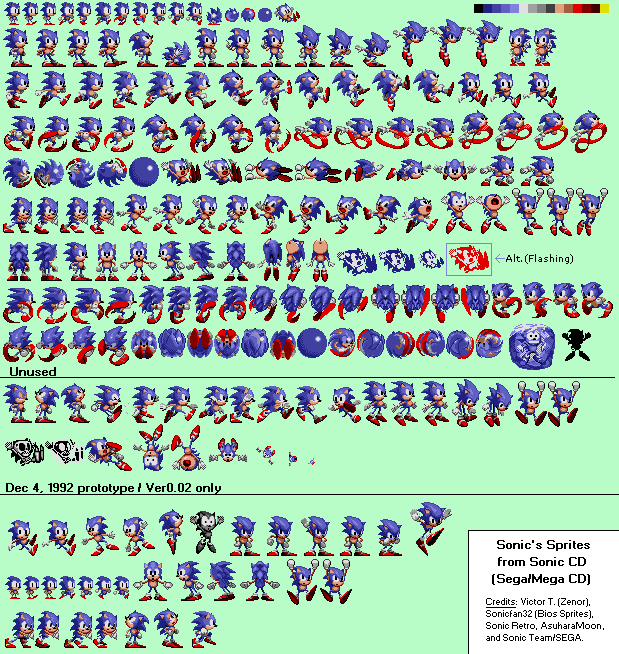 Alt.(Flashing)
Unused
Dec 4, 1992 prototype / Ver0.02 only
Sonic's Sprites
from Sonic CD
(Sega/Mega CD)
Credits: Victor T. (Zenor),
Sonicfan32 (Bios Sprites),
Sonic Retro, AsuharaMoon,
and Sonic Team/SEGA.